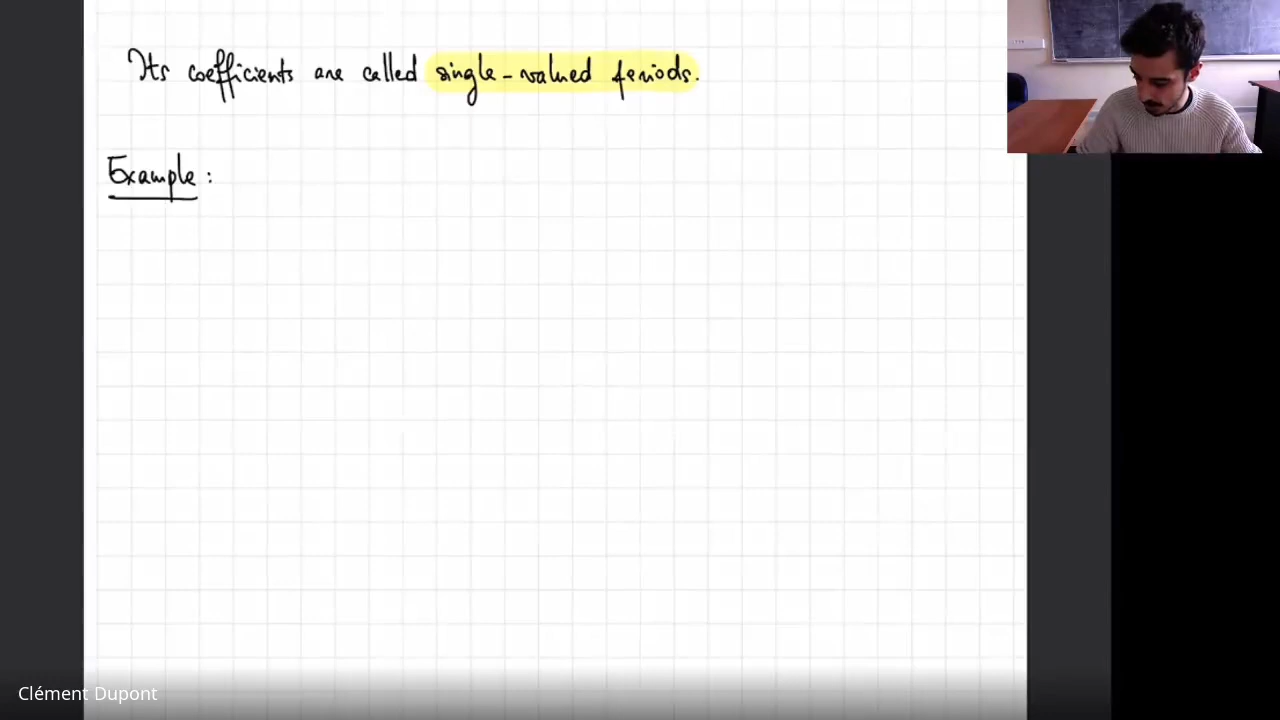 Its coefficients are called single-valued periods.
Example:
Clément Dupont